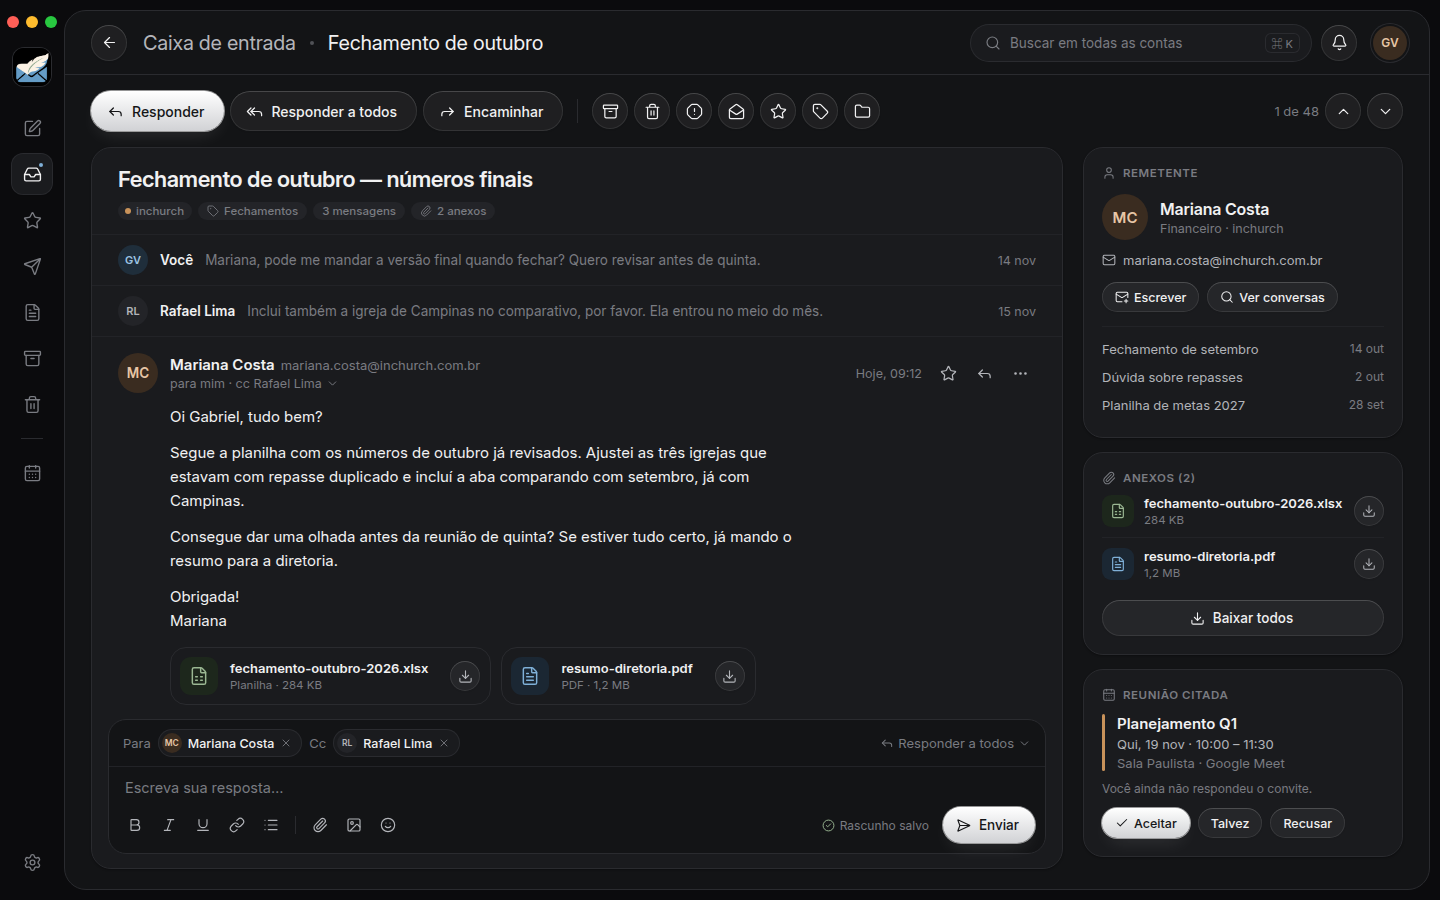 Caixa de entrada • Fechamento de outubro
Buscar em todas as contas
⌘K
GV
Responder
Responder a todos
Encaminhar
1 de 48
Fechamento de outubro — números finais
inchurch
Fechamentos
3 mensagens
2 anexos
GV
Você
Mariana, pode me mandar a versão final quando fechar? Quero revisar antes de quinta.
14 nov
RL
Rafael Lima
Inclui também a igreja de Campinas no comparativo, por favor. Ela entrou no meio do mês.
15 nov
MC
Mariana Costa mariana.costa@inchurch.com.br
para mim · cc Rafael Lima
Hoje, 09:12
Oi Gabriel, tudo bem?
Segue a planilha com os números de outubro já revisados. Ajustei as três igrejas que
estavam com repasse duplicado e incluí a aba comparando com setembro, já com
Campinas.
Consegue dar uma olhada antes da reunião de quinta? Se estiver tudo certo, já mando o
resumo para a diretoria.
Obrigada!
Mariana
fechamento-outubro-2026.xlsx
Planilha · 284 KB
resumo-diretoria.pdf
PDF · 1,2 MB
Para
MC Mariana Costa
Cc
RL Rafael Lima
Responder a todos
Escreva sua resposta...
B I U
Rascunho salvo
Enviar
REMETENTE
MC
Mariana Costa
Financeiro · inchurch
mariana.costa@inchurch.com.br
Escrever
Ver conversas
Fechamento de setembro 14 out
Dúvida sobre repasses 2 out
Planilha de metas 2027 28 set
ANEXOS (2)
fechamento-outubro-2026.xlsx
284 KB
resumo-diretoria.pdf
1,2 MB
Baixar todos
REUNIÃO CITADA
Planejamento Q1
Qui, 19 nov · 10:00 – 11:30
Sala Paulista · Google Meet
Você ainda não respondeu o convite.
Aceitar
Talvez
Recusar